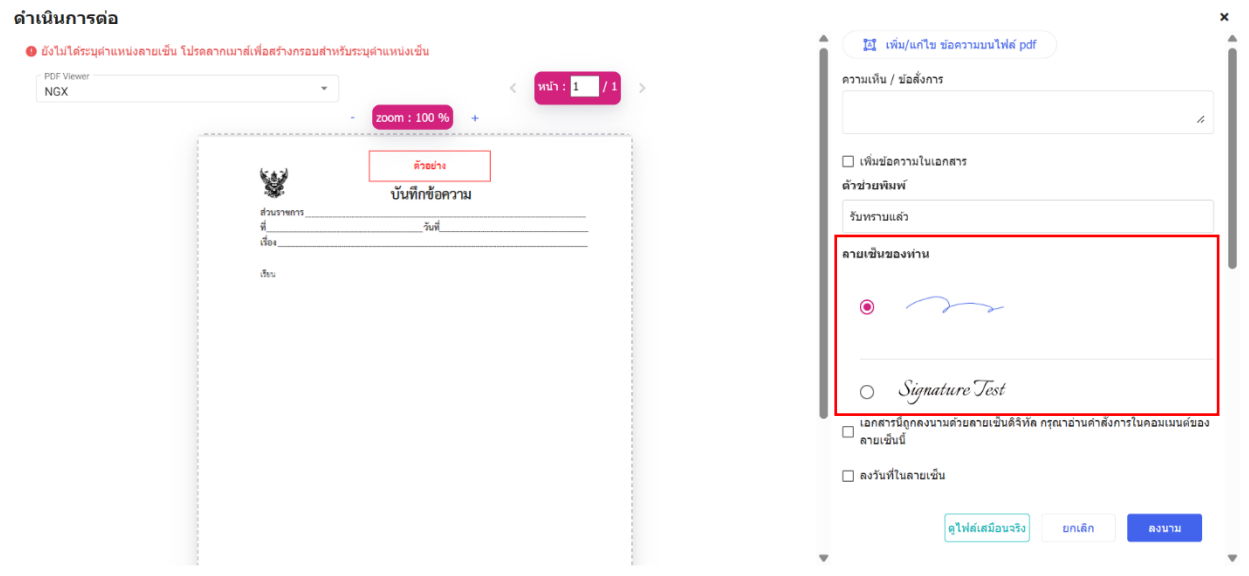 ดำเนินการต่อ
ยังไม่ได้ระบุตำแหน่งลายเซ็น โปรดลากเมาส์เพื่อสร้างกรอบสำหรับระบุตำแหน่งเซ็น
PDF Viewer
NGX
หน้า : 1 / 1
- zoom : 100 % +
ตัวอย่าง
บันทึกข้อความ
ส่วนราชการ
ที่ วันที่
เรื่อง
เรียน
เพิ่ม/แก้ไข ข้อความบนไฟล์ pdf
ความเห็น / ข้อสั่งการ
เพิ่มข้อความในเอกสาร
ตัวช่วยพิมพ์
รับทราบแล้ว
ลายเซ็นของท่าน
Signature Test
เอกสารนี้ถูกลงนามด้วยลายเซ็นดิจิทัล กรุณาอ่านคำสั่งการในคอมเมนต์ของ
ลายเซ็นนี้
ลงวันที่ในลายเซ็น
ดูไฟล์เสมือนจริง ยกเลิก ลงนาม